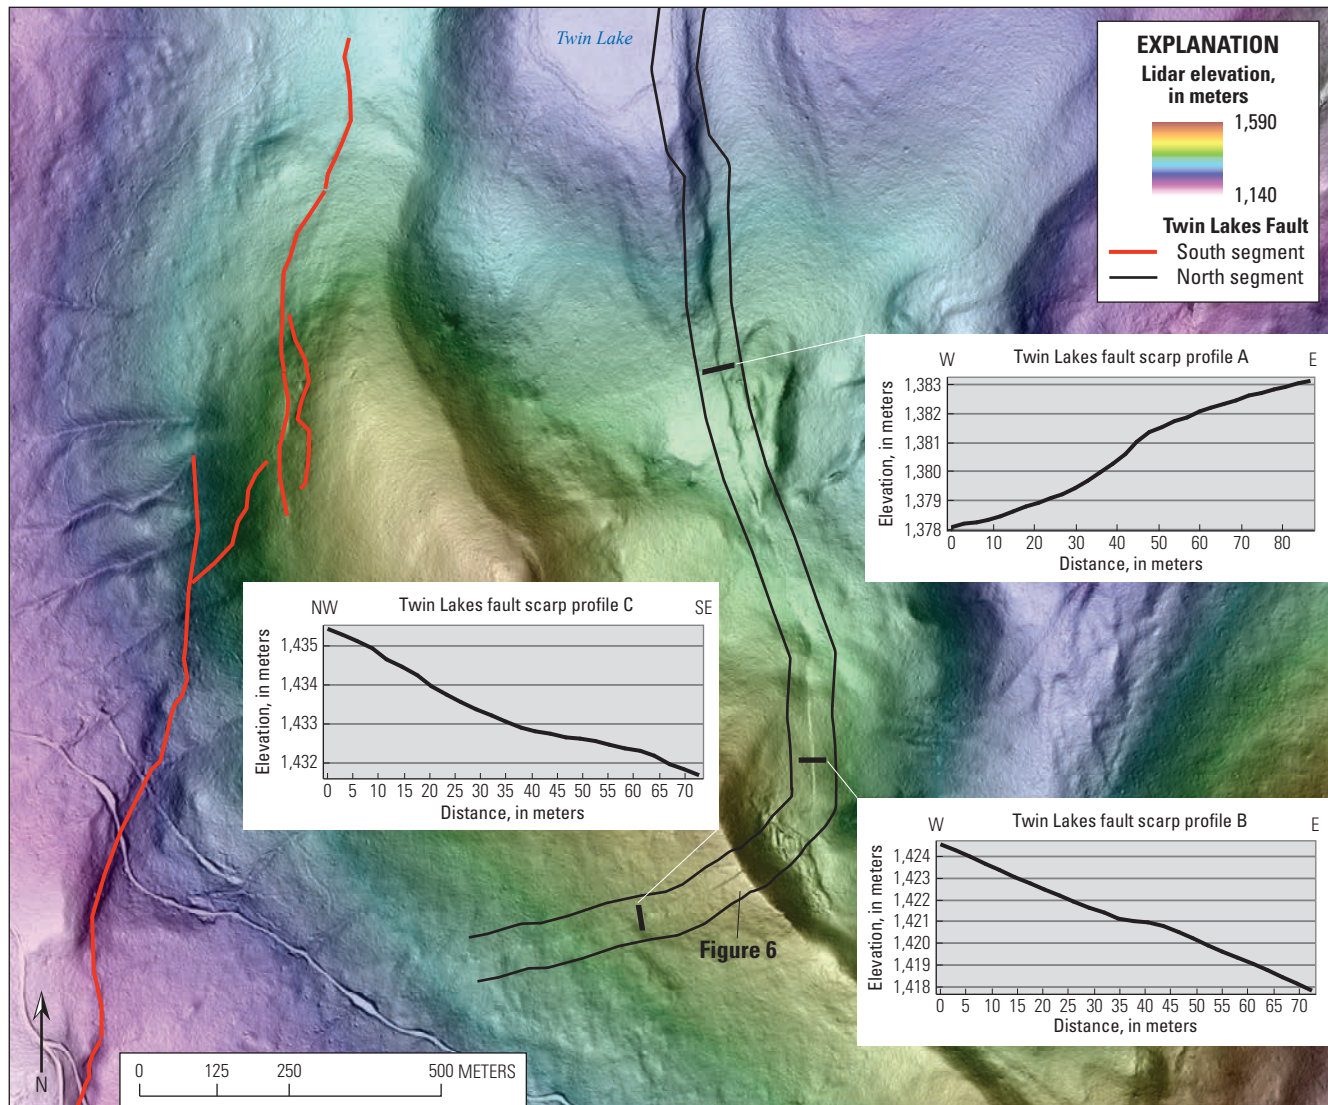 Twin Lake
EXPLANATION
Lidar elevation,
in meters
1,590
1,140
Twin Lakes Fault
South segment
North segment
W Twin Lakes fault scarp profile A E
Elevation, in meters
1,383
1,382
1,381
1,380
1,379
1,378
0 10 20 30 40 50 60 70 80
Distance, in meters
NW Twin Lakes fault scarp profile C SE
Elevation, in meters
1,435
1,434
1,433
1,432
0 5 10 15 20 25 30 35 40 45 50 55 60 65 70
Distance, in meters
W Twin Lakes fault scarp profile B E
Elevation, in meters
1,424
1,423
1,422
1,421
1,420
1,419
1,418
0 5 10 15 20 25 30 35 40 45 50 55 60 65 70
Distance, in meters
Figure 6
N
0 125 250 500 METERS